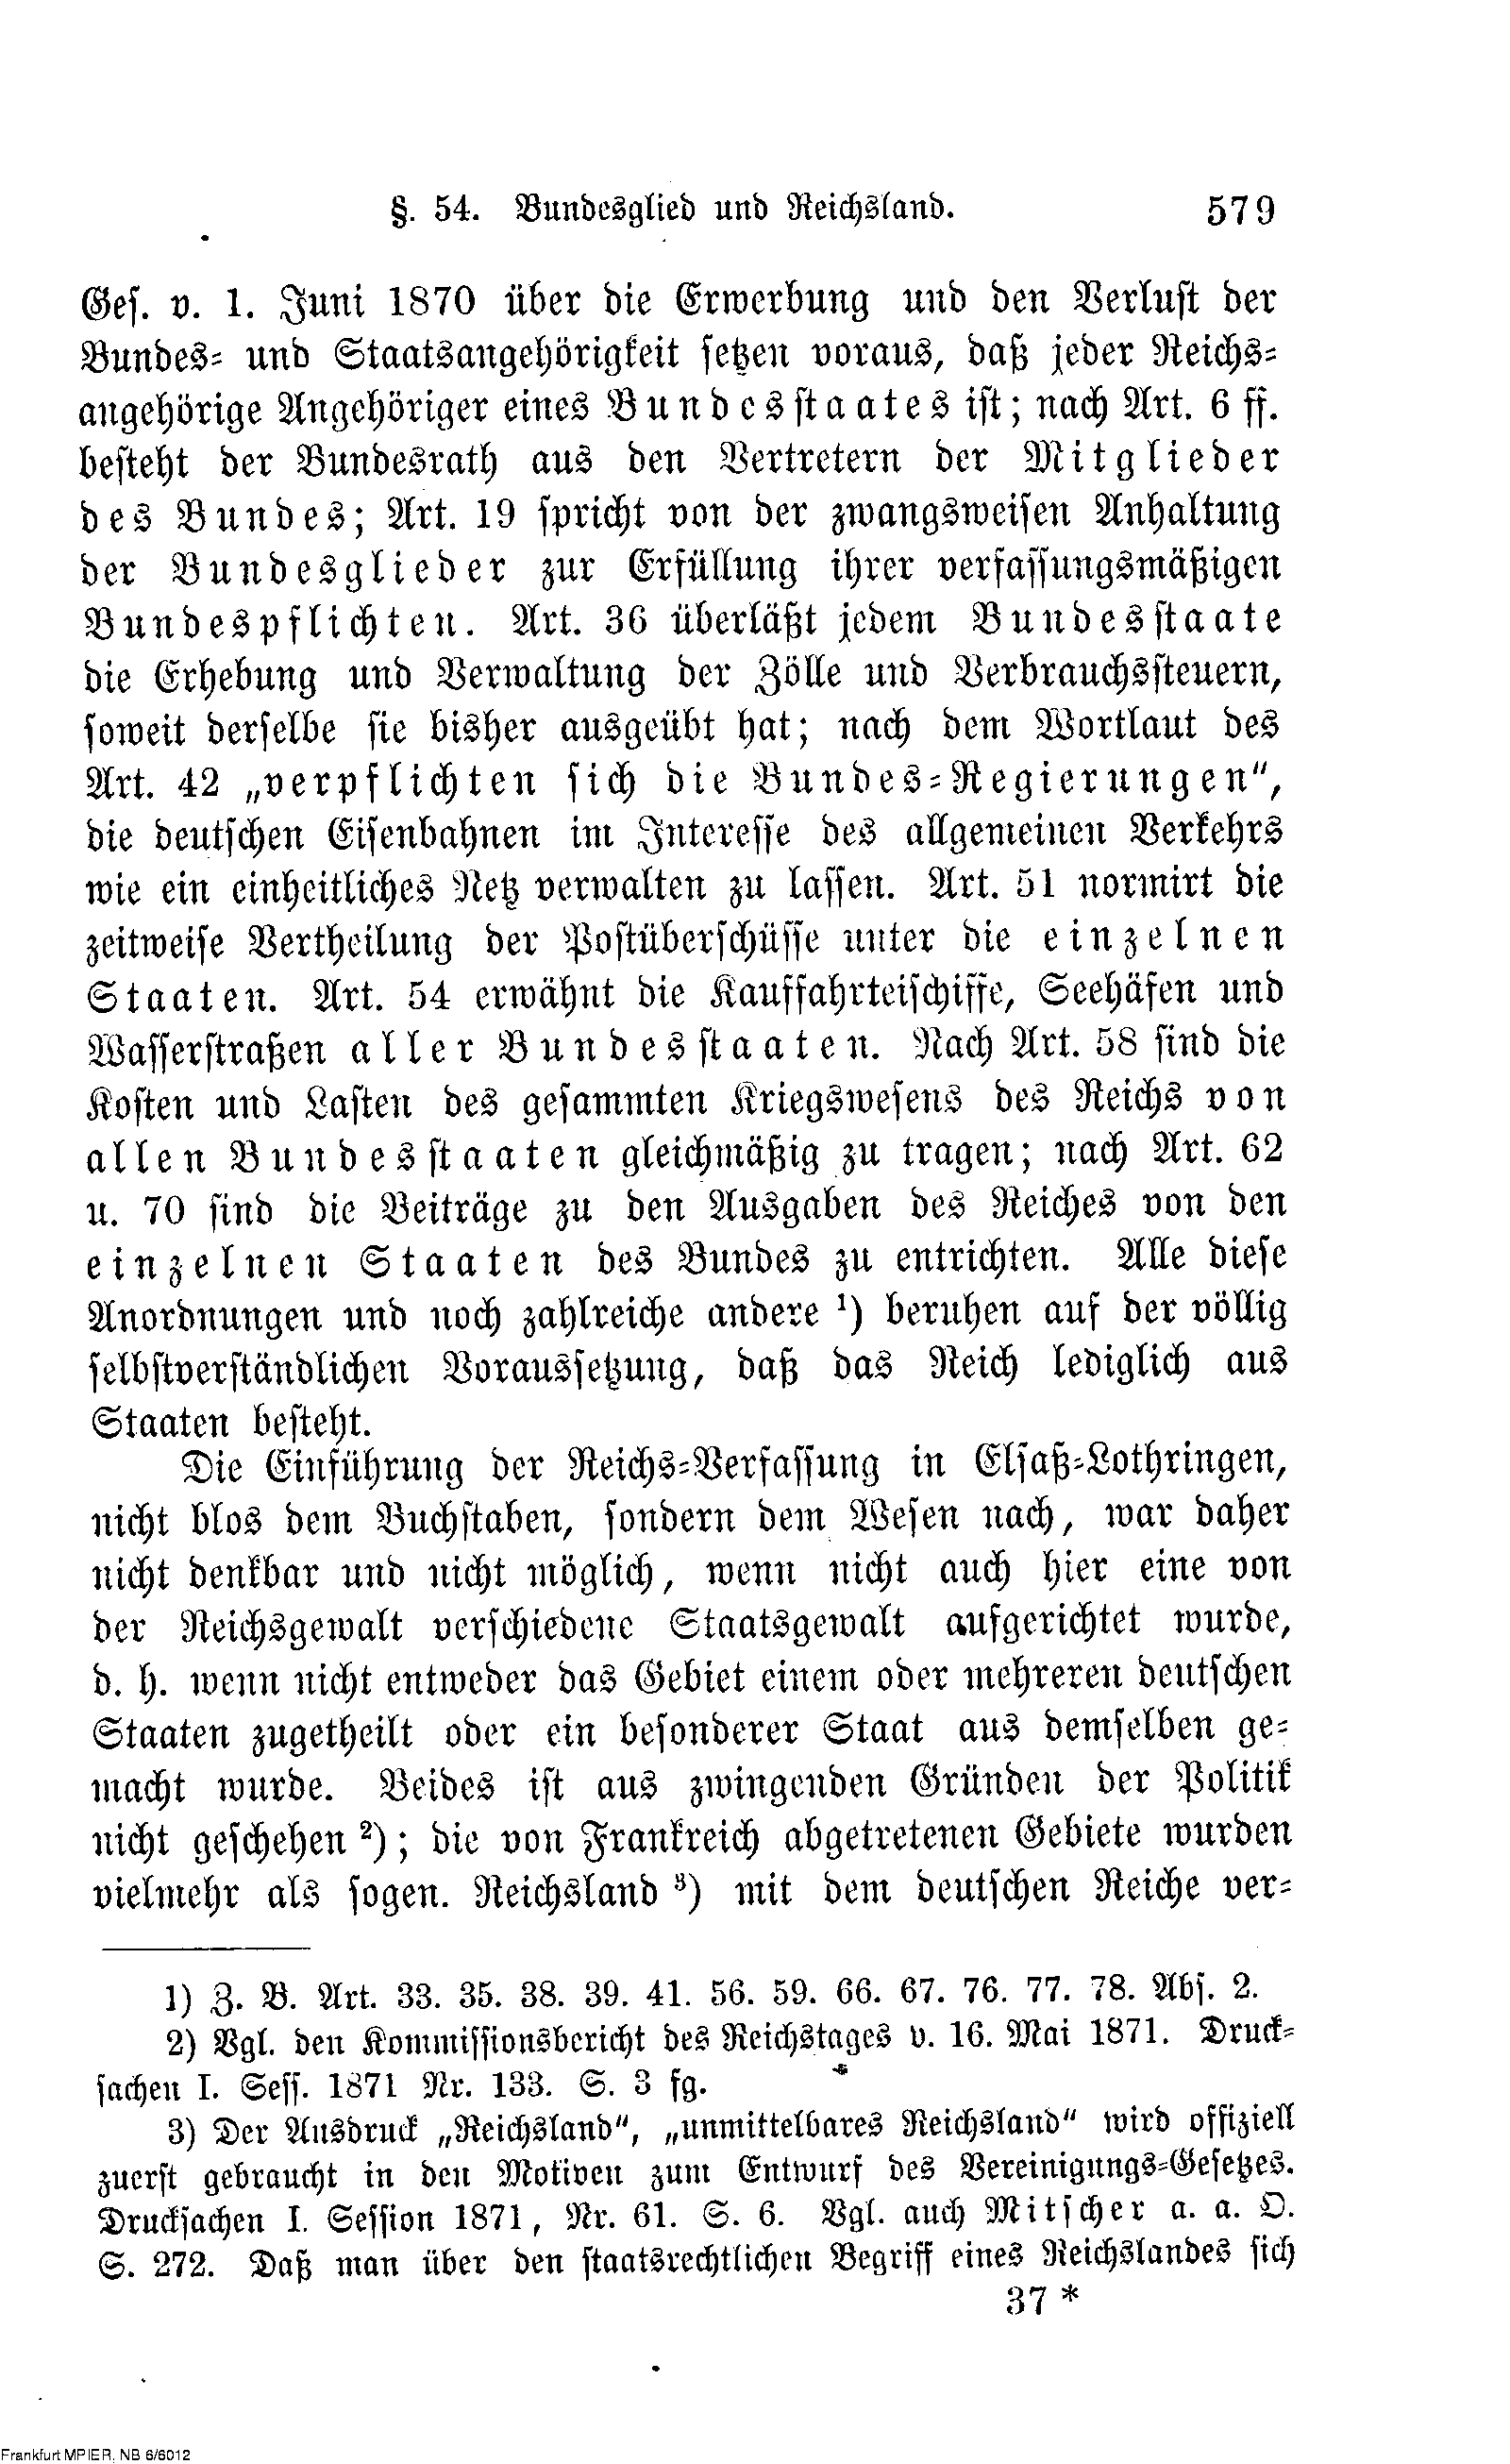 §. 54. Bundesglied und Reichsland. 579
Ges. v. 1. Juni 1870 über die Erwerbung und den Verlust der
Bundes- und Staatsangehörigkeit setzen voraus, daß jeder Reichs-
angehörige Angehöriger eines Bundesstaates ist; nach Art. 6 ff.
besteht der Bundesrath aus den Vertretern der Mitglieder
des Bundes; Art. 19 spricht von der zwangsweisen Anhaltung
der Bundesglieder zur Erfüllung ihrer verfassungsmäßigen
Bundespflichten. Art. 36 überläßt jedem Bundesstaate
die Erhebung und Verwaltung der Zölle und Verbrauchssteuern,
soweit derselbe sie bisher ausgeübt hat; nach dem Wortlaut des
Art. 42 „verpflichten sich die Bundes-Regierungen“,
die deutschen Eisenbahnen im Interesse des allgemeinen Verkehrs
wie ein einheitliches Netz verwalten zu lassen. Art. 51 normirt die
zeitweise Vertheilung der Postüberschüsse unter die einzelnen
Staaten. Art. 54 erwähnt die Kauffahrteischiffe, Seehäfen und
Wasserstraßen aller Bundesstaaten. Nach Art. 58 sind die
Kosten und Lasten des gesammten Kriegswesens des Reichs von
allen Bundesstaaten gleichmäßig zu tragen; nach Art. 62
u. 70 sind die Beiträge zu den Ausgaben des Reiches von den
einzelnen Staaten des Bundes zu entrichten. Alle diese
Anordnungen und noch zahlreiche andere ¹) beruhen auf der völlig
selbstverständlichen Voraussetzung, daß das Reich lediglich aus
Staaten besteht.
Die Einführung der Reichs-Verfassung in Elsaß-Lothringen,
nicht blos dem Buchstaben, sondern dem Wesen nach, war daher
nicht denkbar und nicht möglich, wenn nicht auch hier eine von
der Reichsgewalt verschiedene Staatsgewalt aufgerichtet wurde,
d. h. wenn nicht entweder das Gebiet einem oder mehreren deutschen
Staaten zugetheilt oder ein besonderer Staat aus demselben ge-
macht wurde. Beides ist aus zwingenden Gründen der Politik
nicht geschehen ²); die von Frankreich abgetretenen Gebiete wurden
vielmehr als sogen. Reichsland ³) mit dem deutschen Reiche ver-
1) Z. B. Art. 33. 35. 38. 39. 41. 56. 59. 66. 67. 76. 77. 78. Abs. 2.
2) Vgl. den Kommissionsbericht des Reichstages v. 16. Mai 1871. Druck-
sachen I. Sess. 1871 Nr. 133. S. 3 fg.
3) Der Ausdruck „Reichsland“, „unmittelbares Reichsland“ wird offiziell
zuerst gebraucht in den Motiven zum Entwurf des Vereinigungs-Gesetzes.
Drucksachen I. Session 1871, Nr. 61. S. 6. Vgl. auch Mitscher a. a. O.
S. 272. Daß man über den staatsrechtlichen Begriff eines Reichslandes sich
37 *
Frankfurt MPIER, NB 6/6012